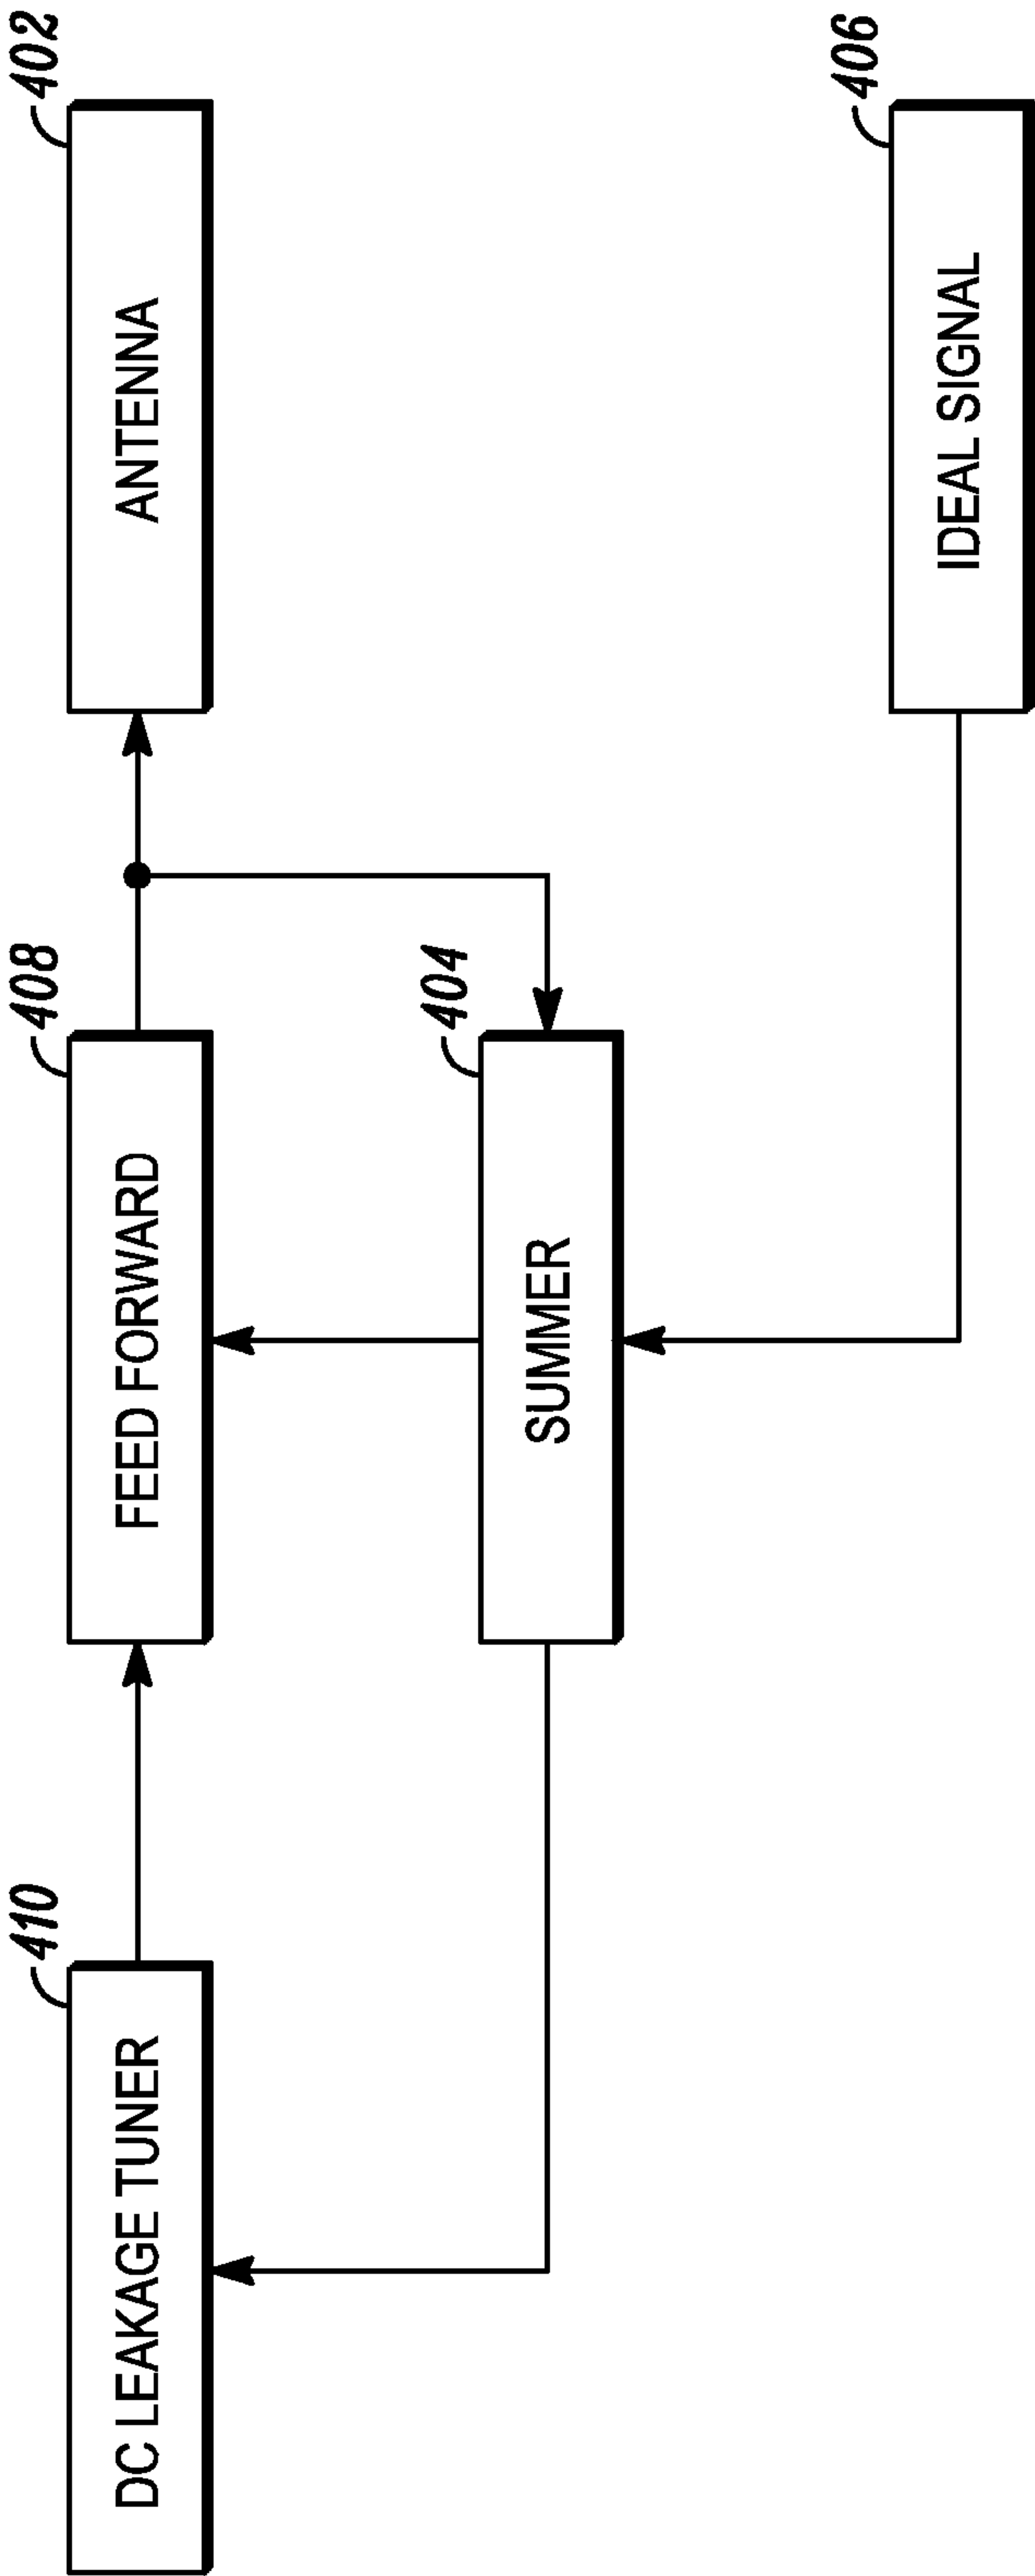 410
DC LEAKAGE TUNER
408
FEED FORWARD
402
ANTENNA
404
SUMMER
406
IDEAL SIGNAL